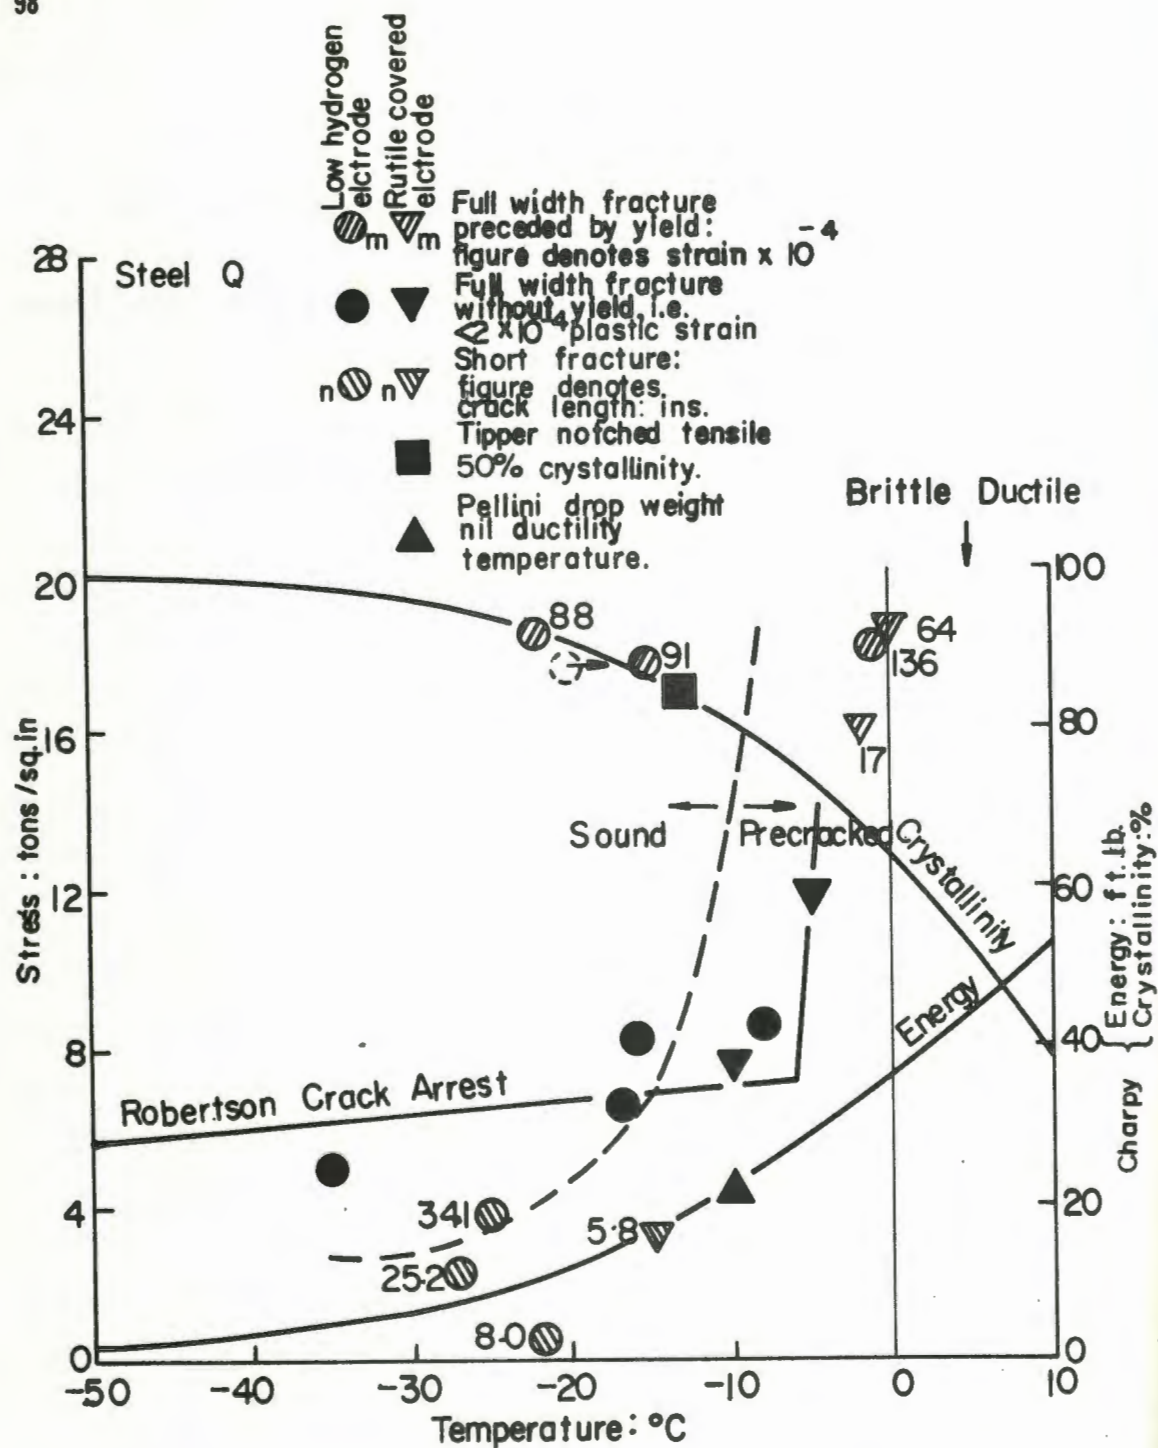 98
Low hydrogen
elctrode
Rutile covered
elctrode
m
m
Full width fracture
preceded by yield:
figure denotes strain x 10
-4
Full width fracture
without yield, i.e.
<2 x 10-4 plastic strain
n
n
Short fracture:
figure denotes
crack length: ins.
Tipper notched tensile
50% crystallinity.
Pellini drop weight
nil ductility
temperature.
Steel Q
Brittle Ductile
28
24
20
16
12
8
4
0
Stress : tons/sq.in
100
80
60
40
20
0
Charpy { Energy: ft.lb.
Crystallinity:%
88
91
64
136
17
Sound
Precracked
Crystallinity
Energy
Robertson Crack Arrest
34.1
25.2
8.0
5.8
-50
-40
-30
-20
-10
0
10
Temperature: °C